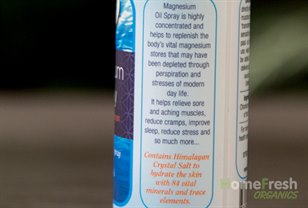 Magnesium
Oil Spray is highly
concentrated and
helps to replenish the
body's vital magnesium
stores that may have
been depleted through
perspiration and
stresses of modern
day life.
It helps relieve sore
and aching muscles,
reduce cramps, improve
sleep, reduce stress and
so much more...
Contains Himalayan
Crystal Salt to
hydrate the skin
with 84 vital
minerals and trace
elements.
HomeFresh
ORGANICS